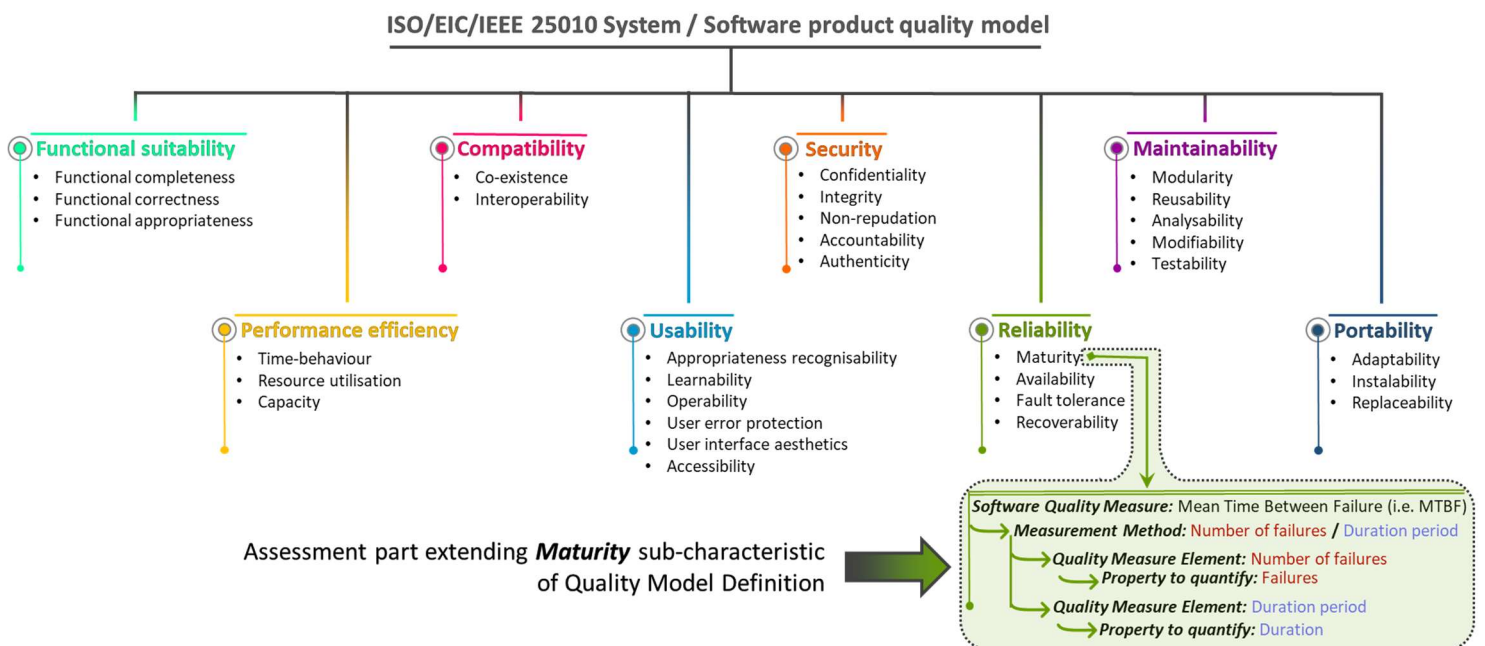 ISO/EIC/IEEE 25010 System / Software product quality model
Functional suitability
• Functional completeness
• Functional correctness
• Functional appropriateness
Compatibility
• Co-existence
• Interoperability
Security
• Confidentiality
• Integrity
• Non-repudation
• Accountability
• Authenticity
Maintainability
• Modularity
• Reusability
• Analysability
• Modifiability
• Testability
Performance efficiency
• Time-behaviour
• Resource utilisation
• Capacity
Usability
• Appropriateness recognisability
• Learnability
• Operability
• User error protection
• User interface aesthetics
• Accessibility
Reliability
• Maturity
• Availability
• Fault tolerance
• Recoverability
Portability
• Adaptability
• Instalability
• Replaceability
Assessment part extending Maturity sub-characteristic
of Quality Model Definition
Software Quality Measure: Mean Time Between Failure (i.e. MTBF)
Measurement Method: Number of failures / Duration period
Quality Measure Element: Number of failures
Property to quantify: Failures
Quality Measure Element: Duration period
Property to quantify: Duration